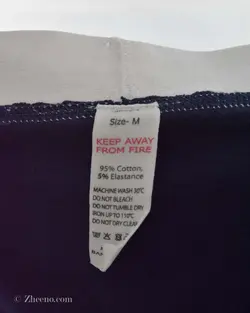 Size- M
KEEP AWAY
FROM FIRE
95% Cotton,
5% Elastance
MACHINE WASH 30°C
DO NOT BLEACH
DO NOT TUMBLE DRY
IRON UP TO 110°C
DO NOT DRY CLEAN
© Zheeno.com